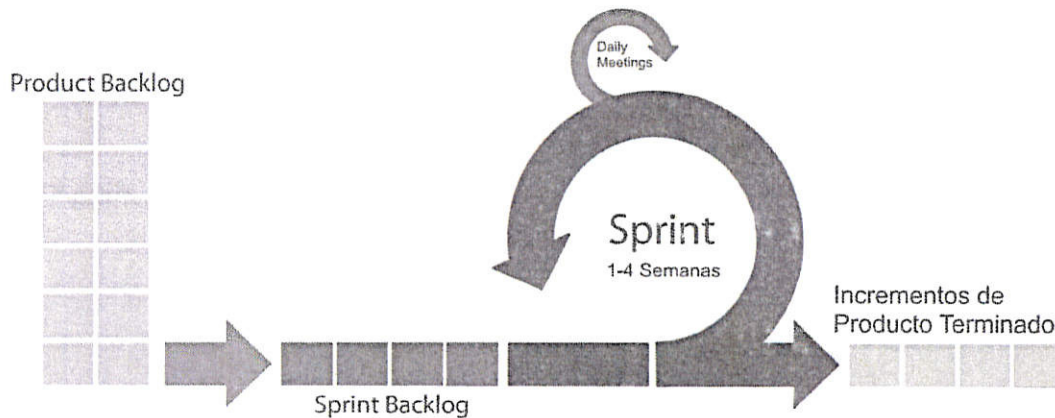 Daily
Meetings
Product Backlog
Sprint
1-4 Semanas
Incrementos de
Producto Terminado
Sprint Backlog